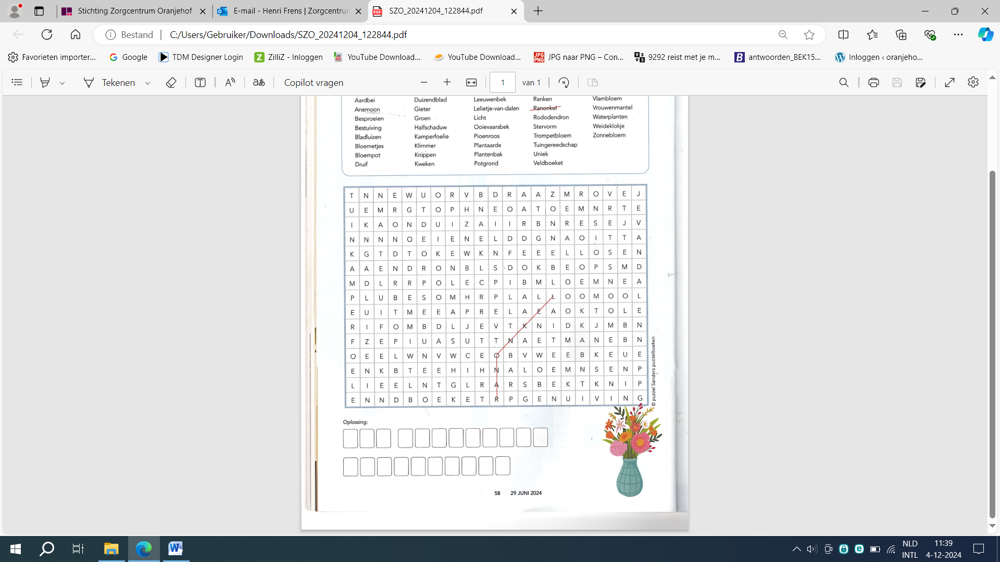 Stichting Zorgcentrum Oranjehof
E-mail - Henri Frens | Zorgcentrum
SZO_20241204_122844.pdf
Bestand
C:/Users/Gebruiker/Downloads/SZO_20241204_122844.pdf
Favorieten importer...
Google
TDM Designer Login
ZilliZ - Inloggen
YouTube Download...
YouTube Download...
JPG naar PNG – Con...
9292 reist met je m...
antwoorden_BEK15...
Inloggen ‹ oranjeho...
Tekenen
Copilot vragen
1 van 1
Aardbei Duizendblad Leeuwenbek Ranken Vlambloem
Anemoon Gieter Lelietje-van-dalen Ranonkel Vrouwenmantel
Besproeien Groen Licht Rododendron Waterplanten
Bestuiving Halfschaduw Ooievaarsbek Stervorm Weideklokje
Bladluizen Kamperfoelie Pioenroos Trompetbloem Zonnebloem
Bloemetjes Klimmer Plantaarde Tuingereedschap
Bloempot Knippen Plantenbak Uniek
Druif Kweken Potgrond Veldboeket
T N N E W U O R V B D R A A Z M R O V E J
U E M R G T O P H N E O A T O E M N R T E
I K A O N D U I Z A I I R B N R E S E J V
N N N N O E I E N E L D D G N A O I T T A
K G T D T O K E W K N F E E E L L O S E N
A A E N D R O N B L S D O K B E O P S M D
M D L R R P O L E C P I B M L O E M N E A
P L U B E S O M H R P L A L L O O M O O L
E U I T M E E A P R E L A E A O K T O L E
R I F O M B D L J E V T K N I D K J M B N
F Z E P I U A S U T T N A E T M A N E B N
O E E L W N V W C E O B V W E E B K E U E
E N K B T E E H I H N A L O E M N S E N P
L I E E L N T G L R A R S B E K T K N I P
E N N D B O E K E T R P G E N U I V I N G
© puzzel Sanders puzzelboeken
Oplossing:
58 29 JUNI 2024
NLD
INTL
11:39
4-12-2024